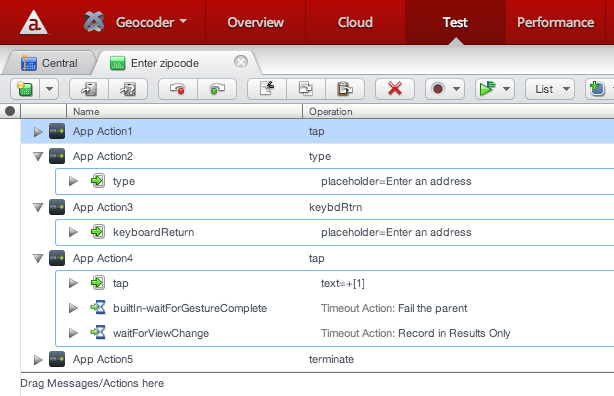 a Geocoder Overview Cloud Test Performance
Central Enter zipcode
List
Name Operation
App Action1 tap
App Action2 type
type placeholder=Enter an address
App Action3 keybdRtrn
keyboardReturn placeholder=Enter an address
App Action4 tap
tap text=+[1]
builtIn-waitForGestureComplete Timeout Action: Fail the parent
waitForViewChange Timeout Action: Record in Results Only
App Action5 terminate
Drag Messages/Actions here